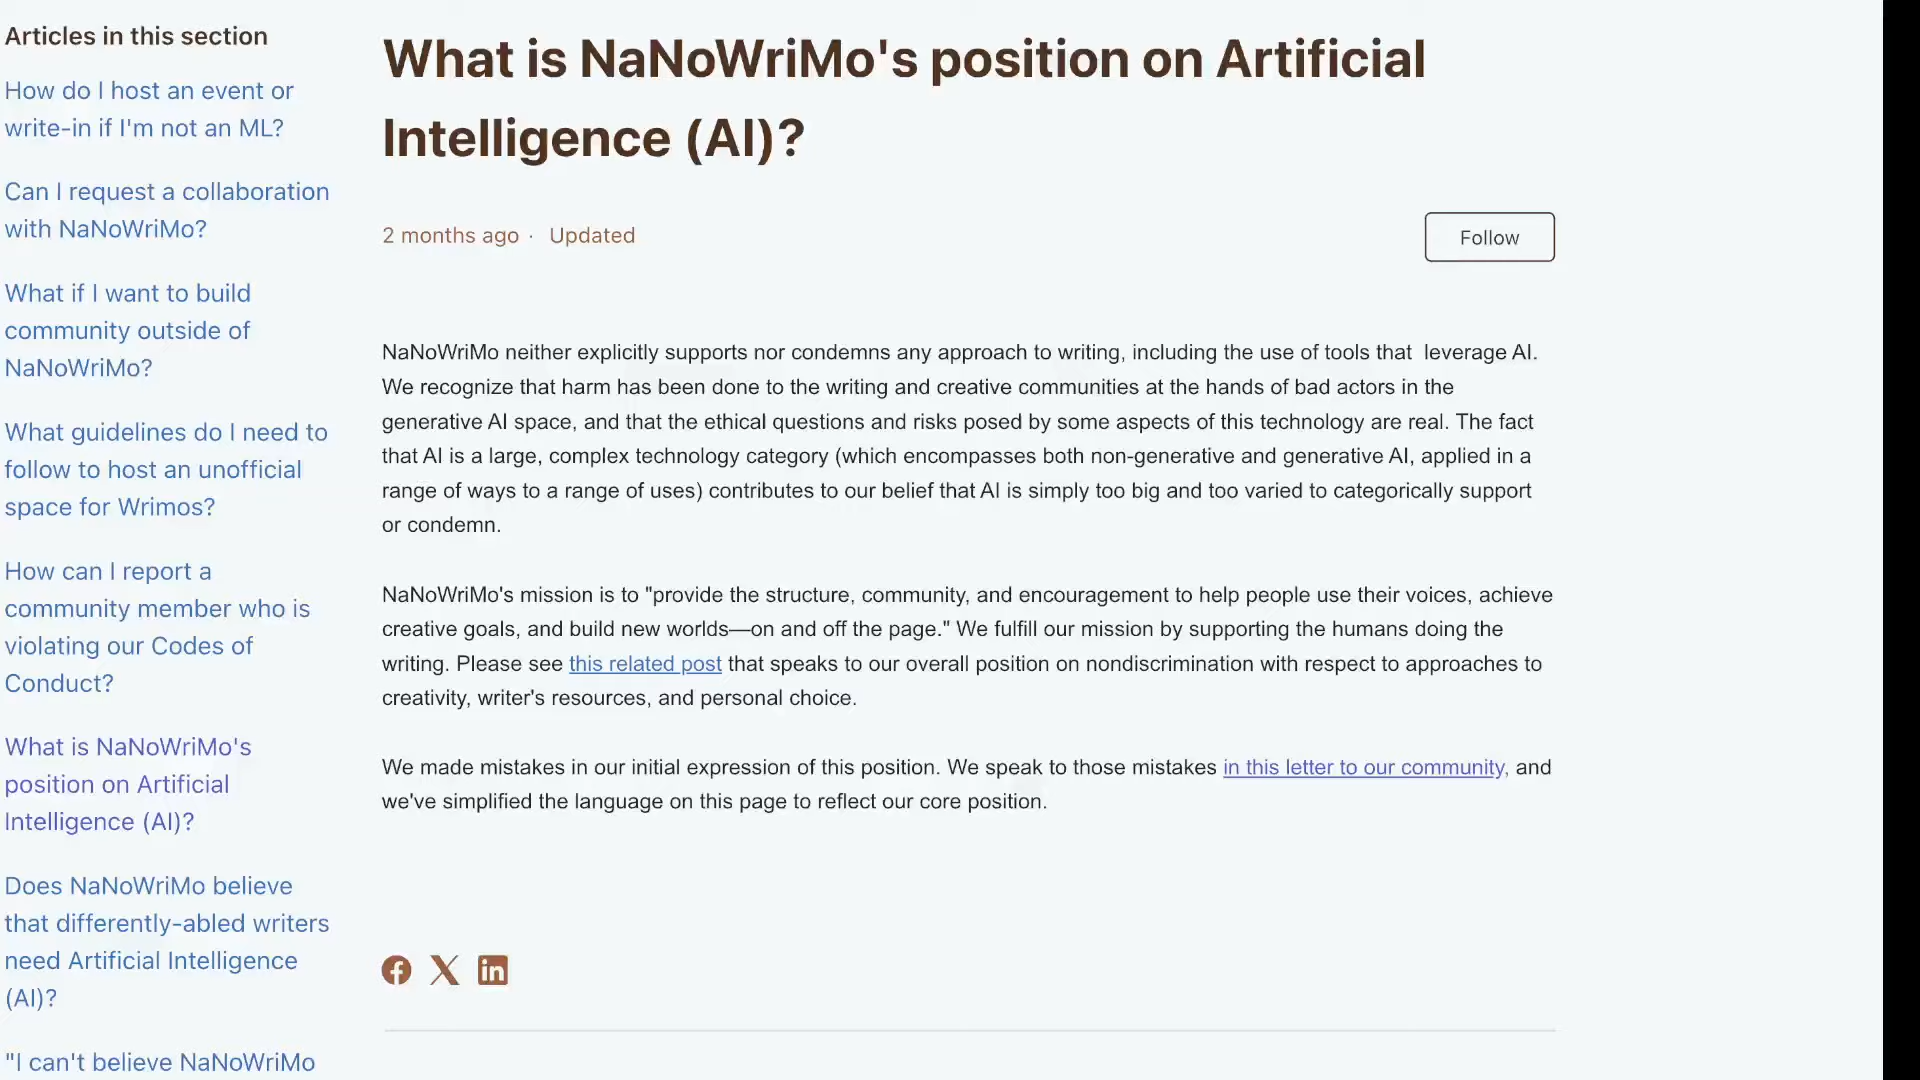 Articles in this section
How do I host an event or
write-in if I'm not an ML?
Can I request a collaboration
with NaNoWriMo?
What if I want to build
community outside of
NaNoWriMo?
What guidelines do I need to
follow to host an unofficial
space for Wrimos?
How can I report a
community member who is
violating our Codes of
Conduct?
What is NaNoWriMo's
position on Artificial
Intelligence (AI)?
Does NaNoWriMo believe
that differently-abled writers
need Artificial Intelligence
(AI)?
"I can't believe NaNoWriMo
What is NaNoWriMo's position on Artificial
Intelligence (AI)?
2 months ago · Updated
Follow
NaNoWriMo neither explicitly supports nor condemns any approach to writing, including the use of tools that leverage AI.
We recognize that harm has been done to the writing and creative communities at the hands of bad actors in the
generative AI space, and that the ethical questions and risks posed by some aspects of this technology are real. The fact
that AI is a large, complex technology category (which encompasses both non-generative and generative AI, applied in a
range of ways to a range of uses) contributes to our belief that AI is simply too big and too varied to categorically support
or condemn.
NaNoWriMo's mission is to "provide the structure, community, and encouragement to help people use their voices, achieve
creative goals, and build new worlds—on and off the page." We fulfill our mission by supporting the humans doing the
writing. Please see this related post that speaks to our overall position on nondiscrimination with respect to approaches to
creativity, writer's resources, and personal choice.
We made mistakes in our initial expression of this position. We speak to those mistakes in this letter to our community, and
we've simplified the language on this page to reflect our core position.